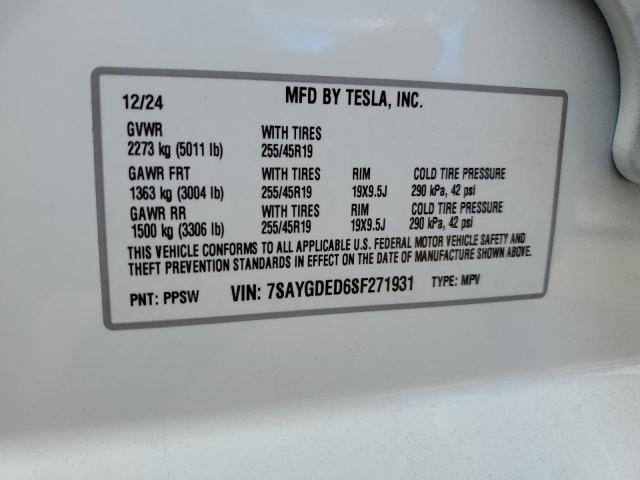 12/24 MFD BY TESLA, INC.
GVWR WITH TIRES
2273 kg (5011 lb) 255/45R19
GAWR FRT WITH TIRES RIM COLD TIRE PRESSURE
1363 kg (3004 lb) 255/45R19 19X9.5J 290 kPa, 42 psi
GAWR RR WITH TIRES RIM COLD TIRE PRESSURE
1500 kg (3306 lb) 255/45R19 19X9.5J 290 kPa, 42 psi
THIS VEHICLE CONFORMS TO ALL APPLICABLE U.S. FEDERAL MOTOR VEHICLE SAFETY AND
THEFT PREVENTION STANDARDS IN EFFECT ON THE DATE OF MANUFACTURE SHOWN ABOVE.
PNT: PPSW VIN: 7SAYGDED6SF271931 TYPE: MPV